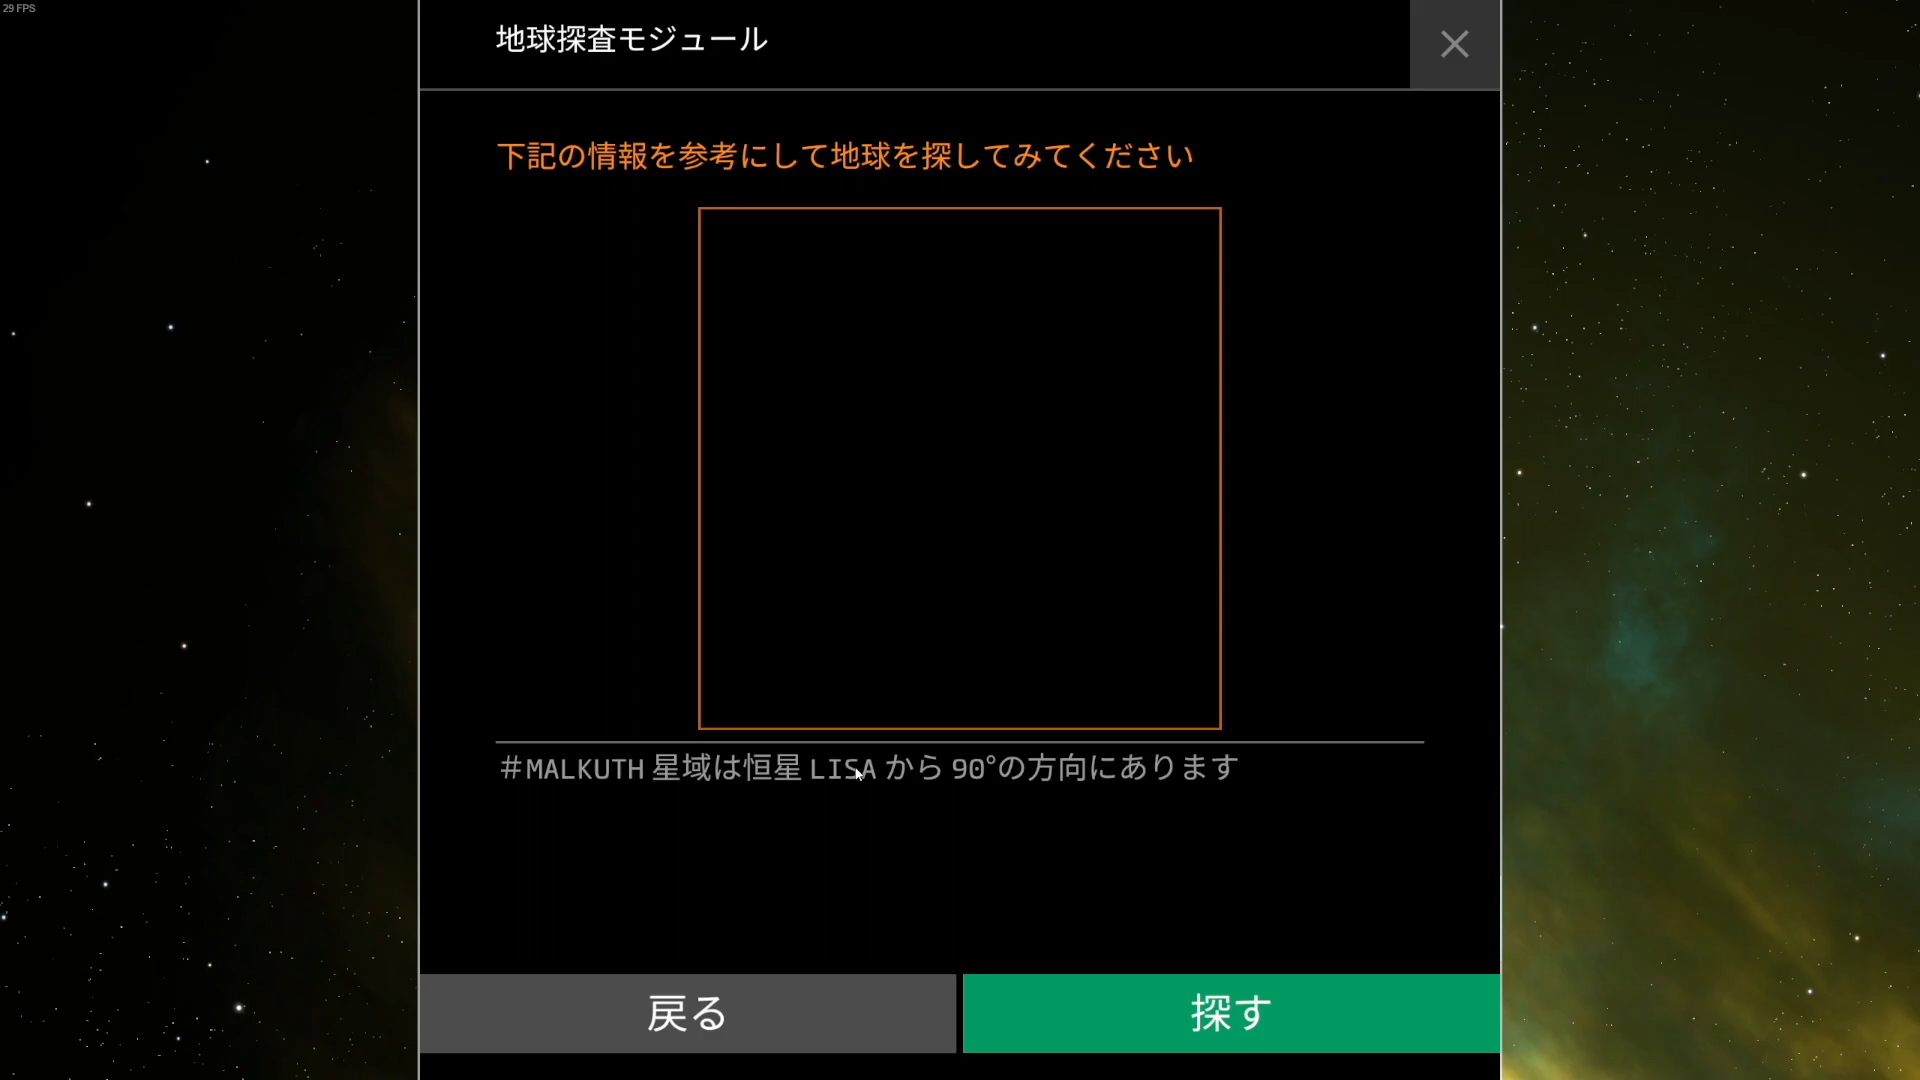 29 FPS
地球探査モジュール
下記の情報を参考にして地球を探してみてください
#MALKUTH 星域は恒星 LISA から 90°の方向にあります
戻る
探す